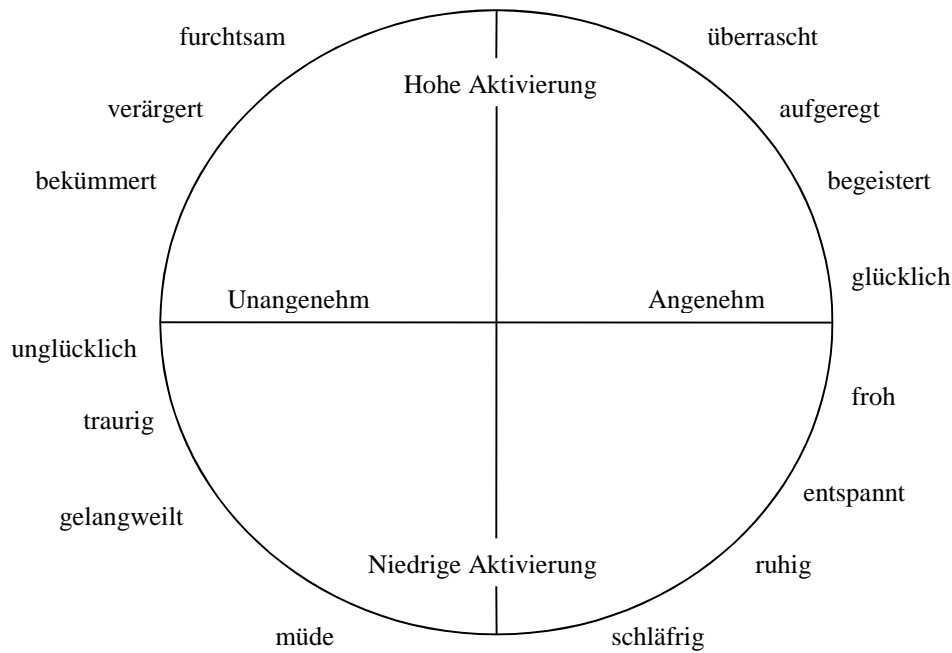 furchtsam
überrascht
Hohe Aktivierung
verärgert
aufgeregt
bekümmert
begeistert
glücklich
Unangenehm
Angenehm
unglücklich
froh
traurig
entspannt
gelangweilt
Niedrige Aktivierung
ruhig
müde
schläfrig